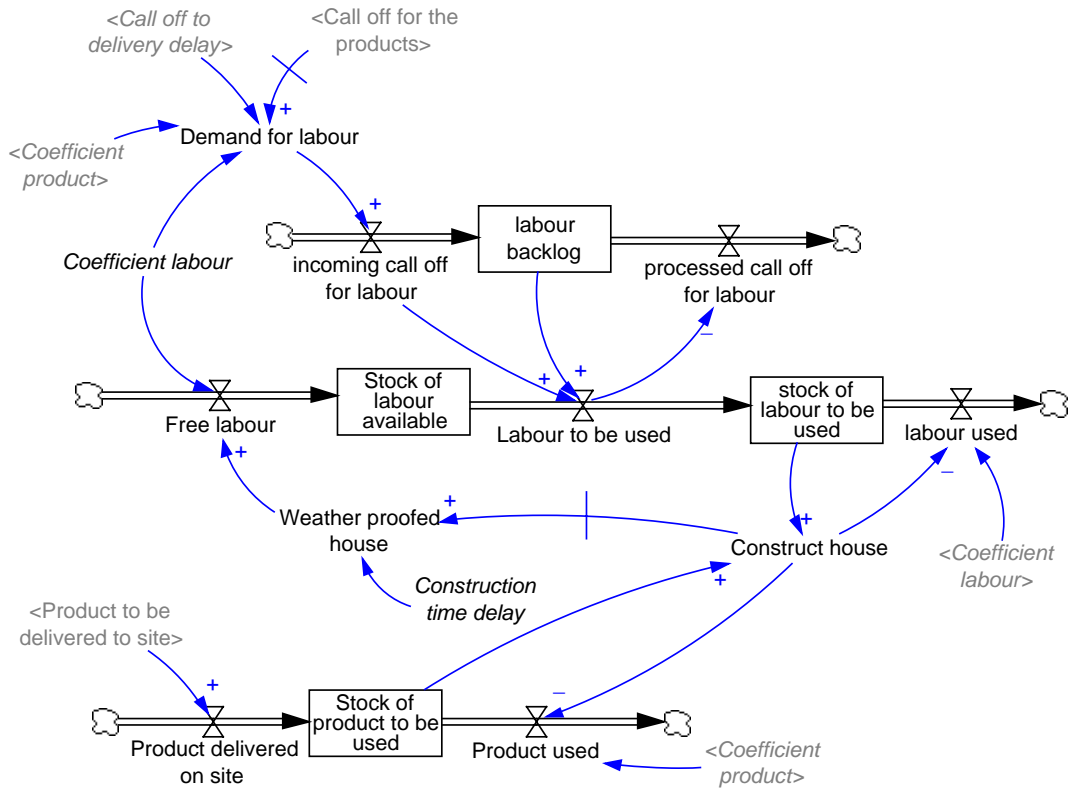 <Call off to
delivery delay>
<Call off for the
products>
+
Demand for labour
<Coefficient
product>
+
Coefficient labour
labour
backlog
incoming call off
for labour
processed call off
for labour
−
+
+
Stock of
labour
available
stock of
labour to be
used
Free labour
Labour to be used
labour used
+
−
+
+
Weather proofed
house
Construct house
+
<Coefficient
labour>
Construction
time delay
<Product to be
delivered to site>
+
−
Stock of
product to be
used
Product delivered
on site
Product used
<Coefficient
product>